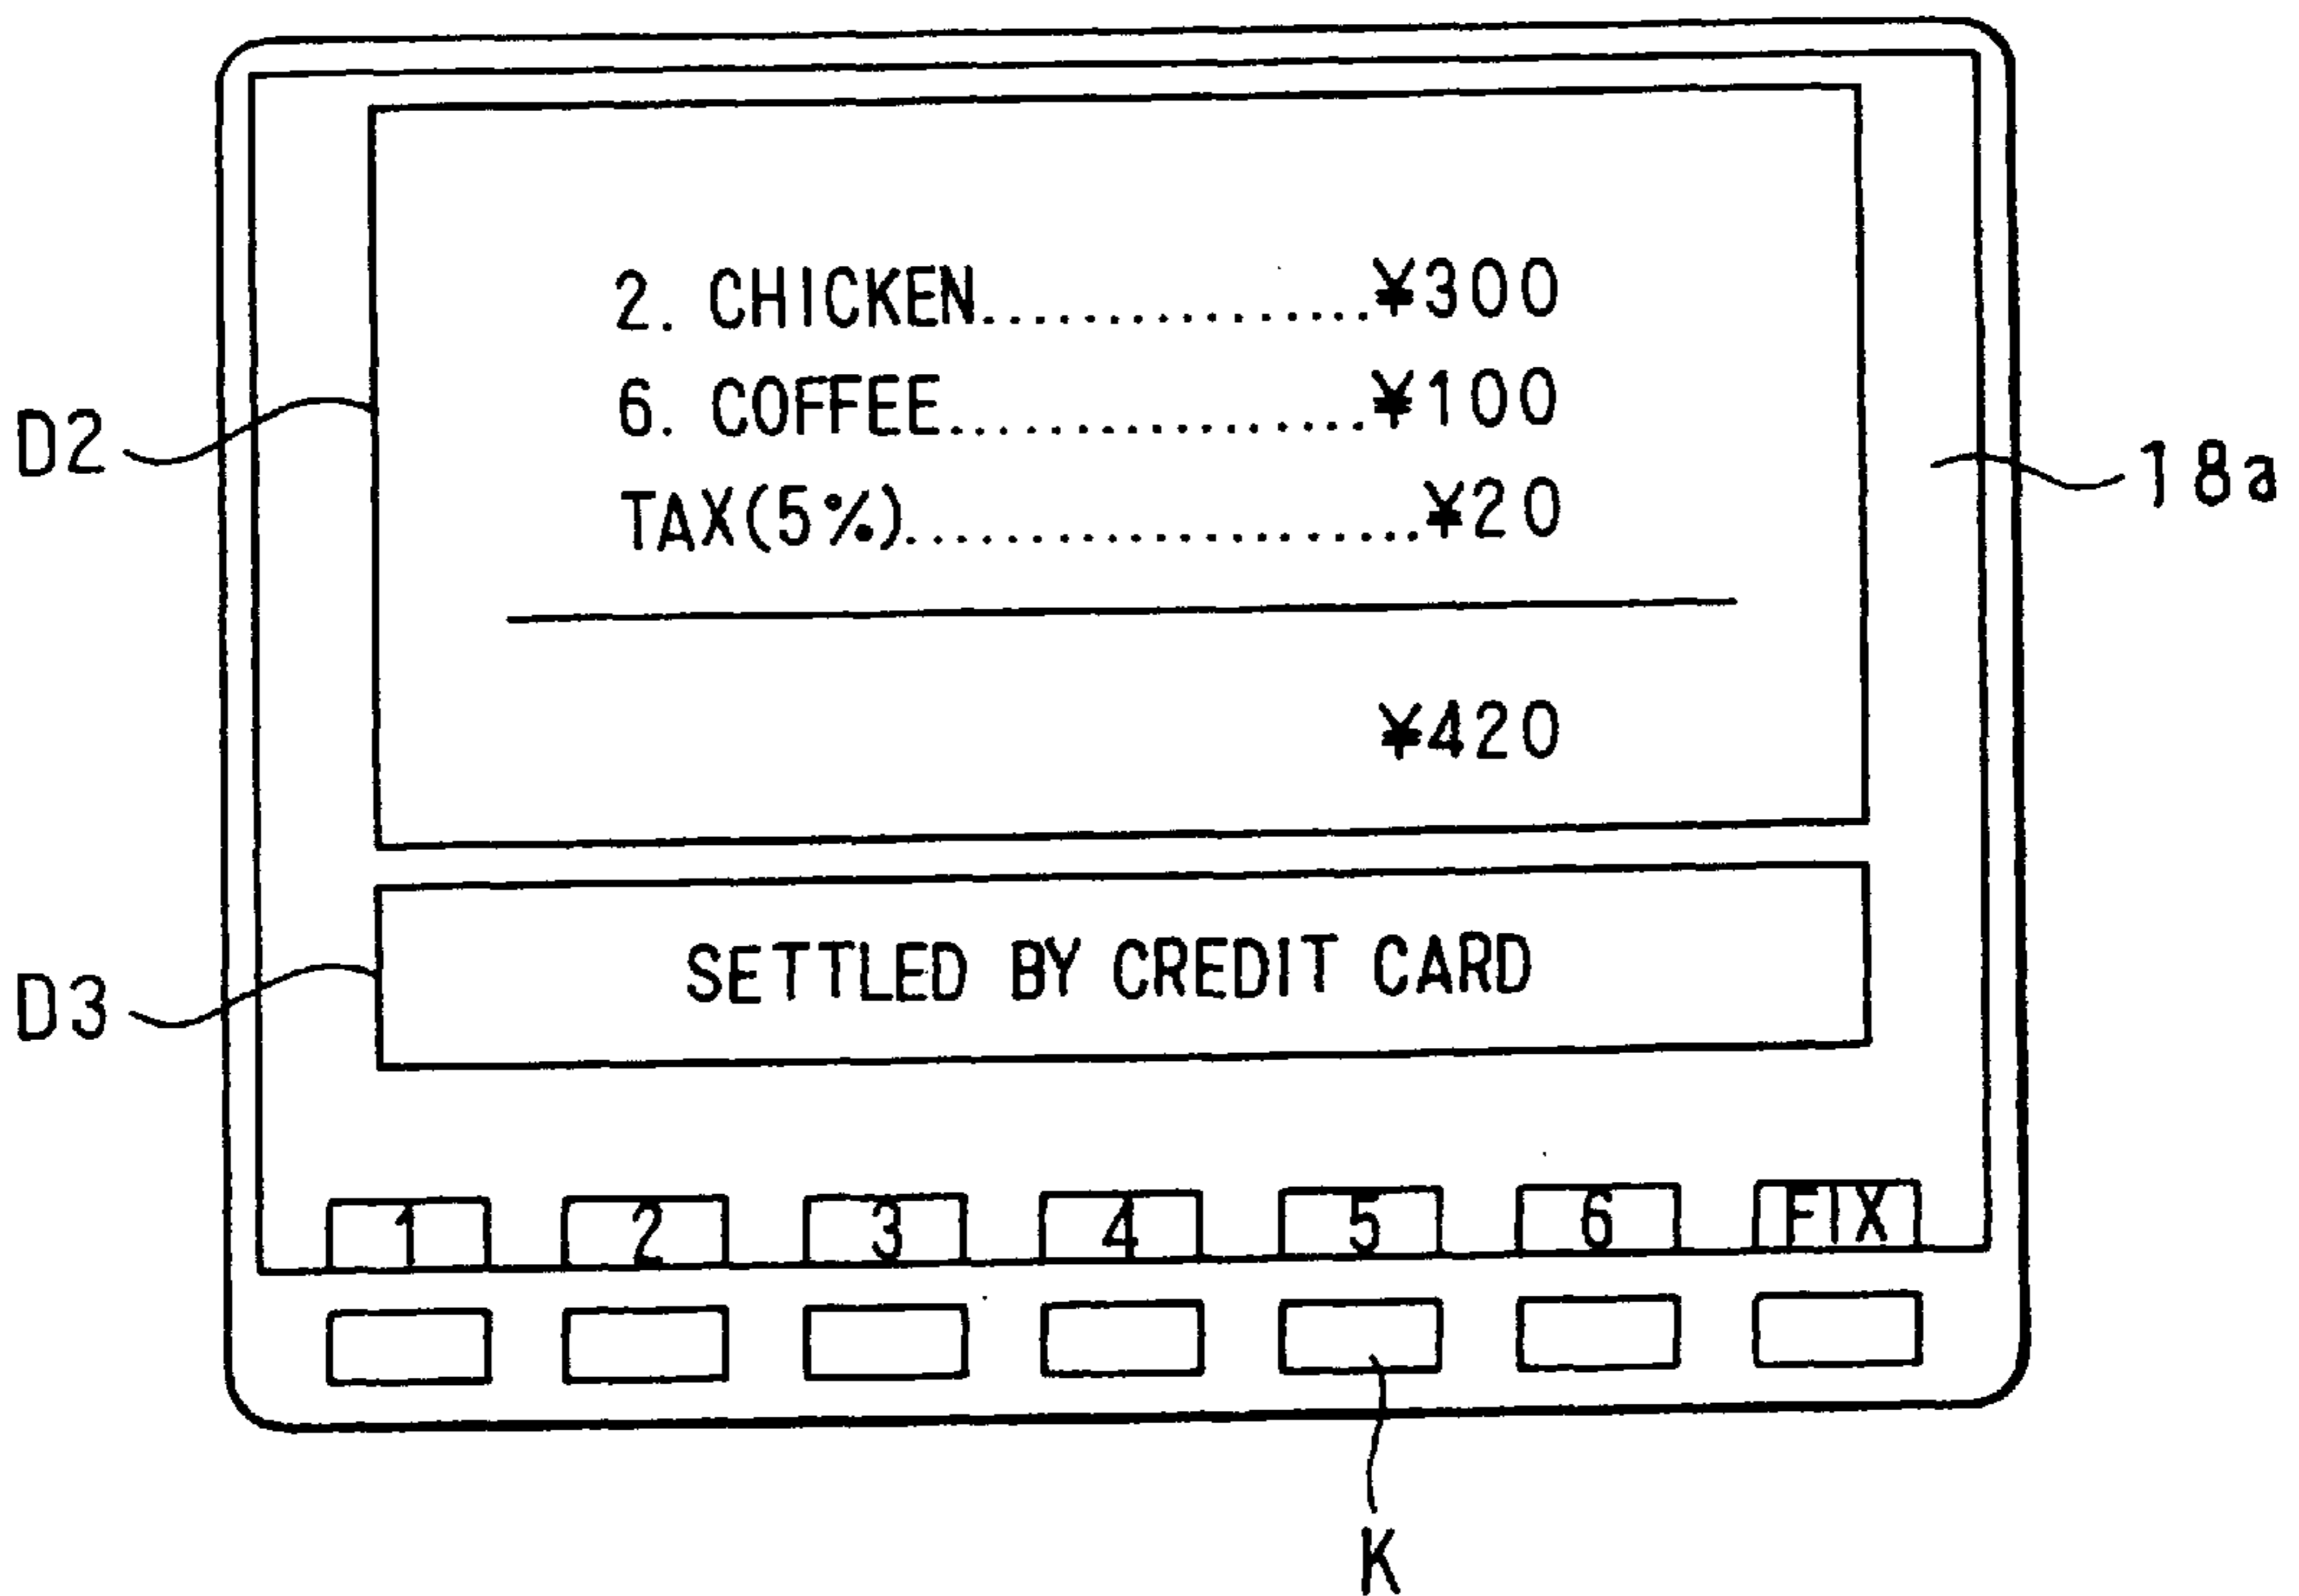 2. CHICKEN................¥300
6. COFFEE.................¥100
TAX(5%).....................¥20
¥420
D2
18a
SETTLED BY CREDIT CARD
D3
1 2 3 4 5 6 FIX
K